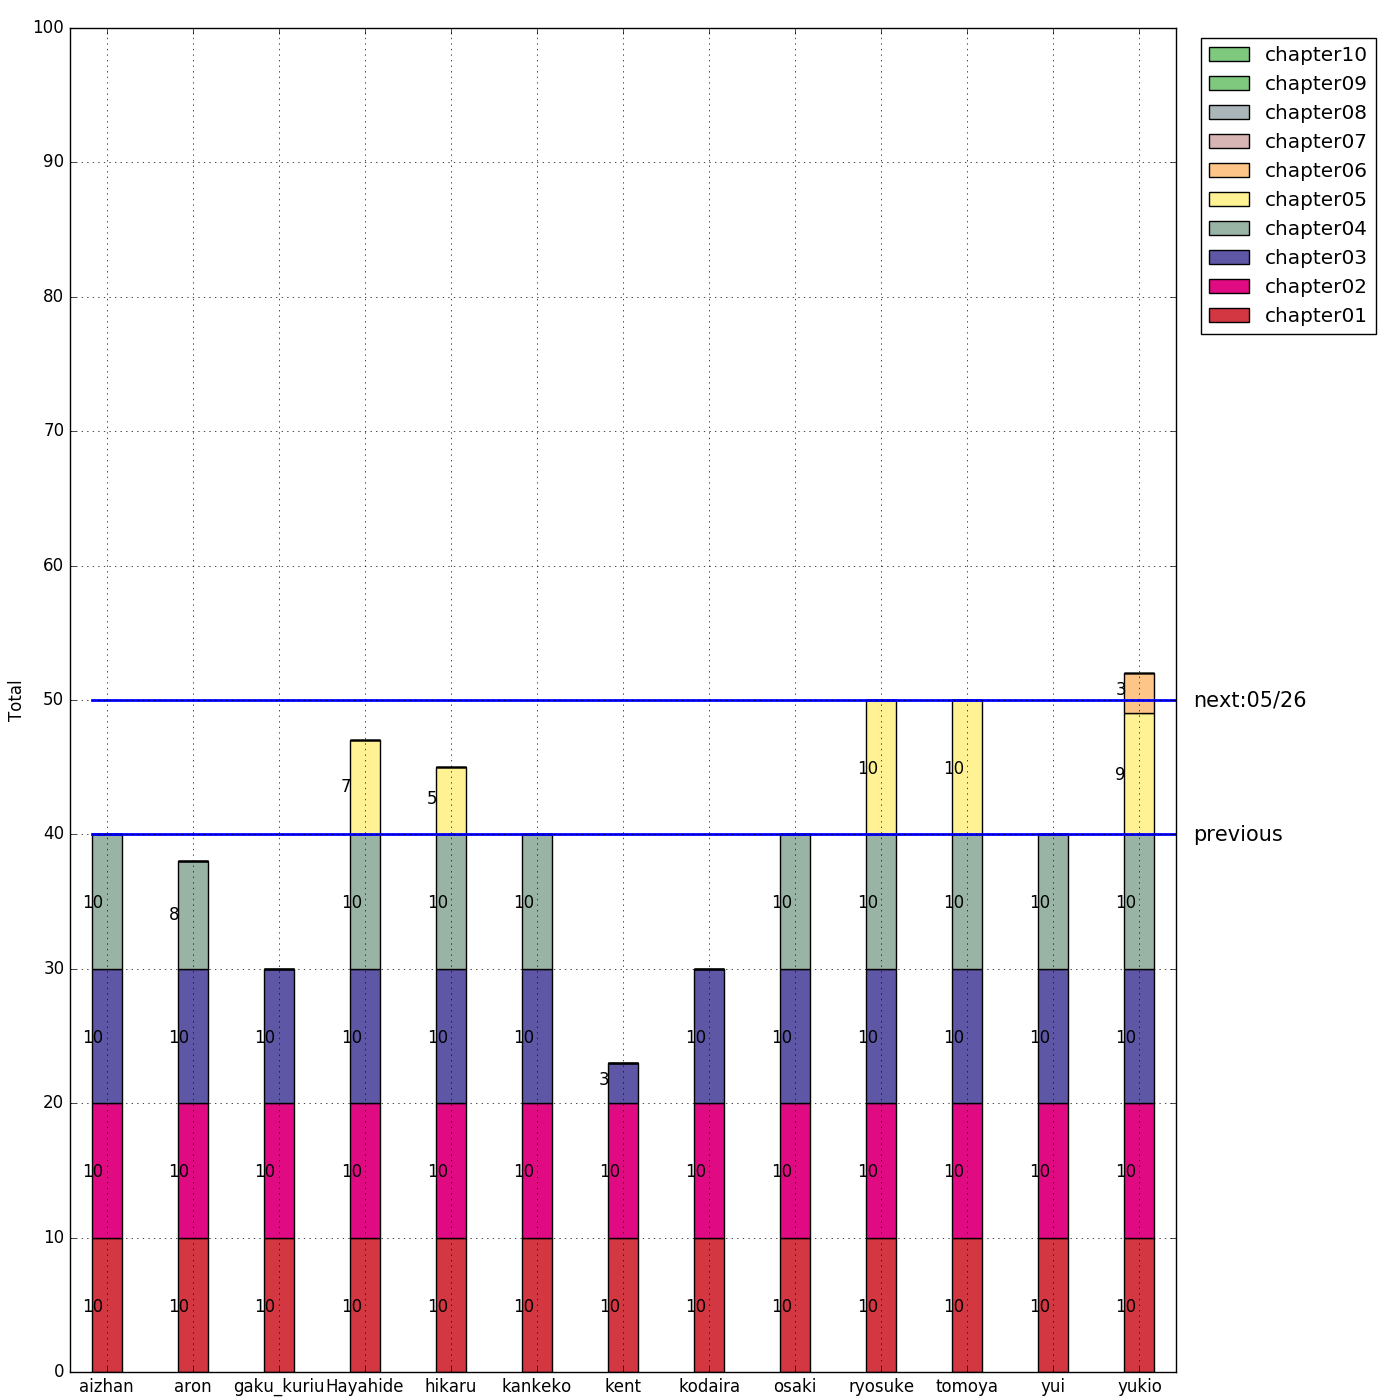 100
90
80
70
60
50
40
30
20
10
0
Total
chapter10
chapter09
chapter08
chapter07
chapter06
chapter05
chapter04
chapter03
chapter02
chapter01
3
next:05/26
7 5 10 10 9
previous
10 8 10 10 10 10 10 10 10 10
10 10 10 10 10 10 3 10 10 10 10 10 10
10 10 10 10 10 10 10 10 10 10 10 10 10
10 10 10 10 10 10 10 10 10 10 10 10 10
aizhan aron gaku_kuriu Hayahide hikaru kankeko kent kodaira osaki ryosuke tomoya yui yukio